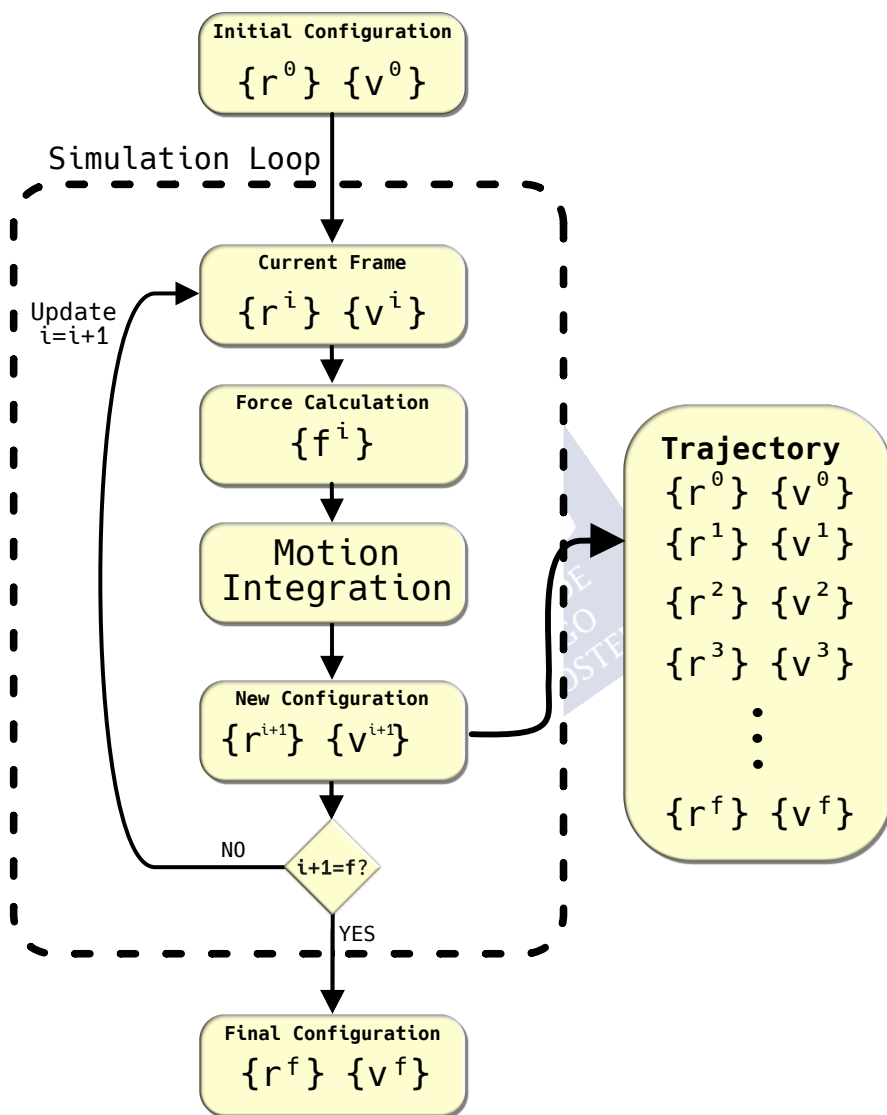 Initial Configuration
{r⁰} {v⁰}
Simulation Loop
Current Frame
{rⁱ} {vⁱ}
Update
i=i+1
Force Calculation
{fⁱ}
Motion
Integration
New Configuration
{rⁱ⁺¹} {vⁱ⁺¹}
NO
i+1=f?
YES
Final Configuration
{rᶠ} {vᶠ}
Trajectory
{r⁰} {v⁰}
{r¹} {v¹}
{r²} {v²}
{r³} {v³}
{rᶠ} {vᶠ}